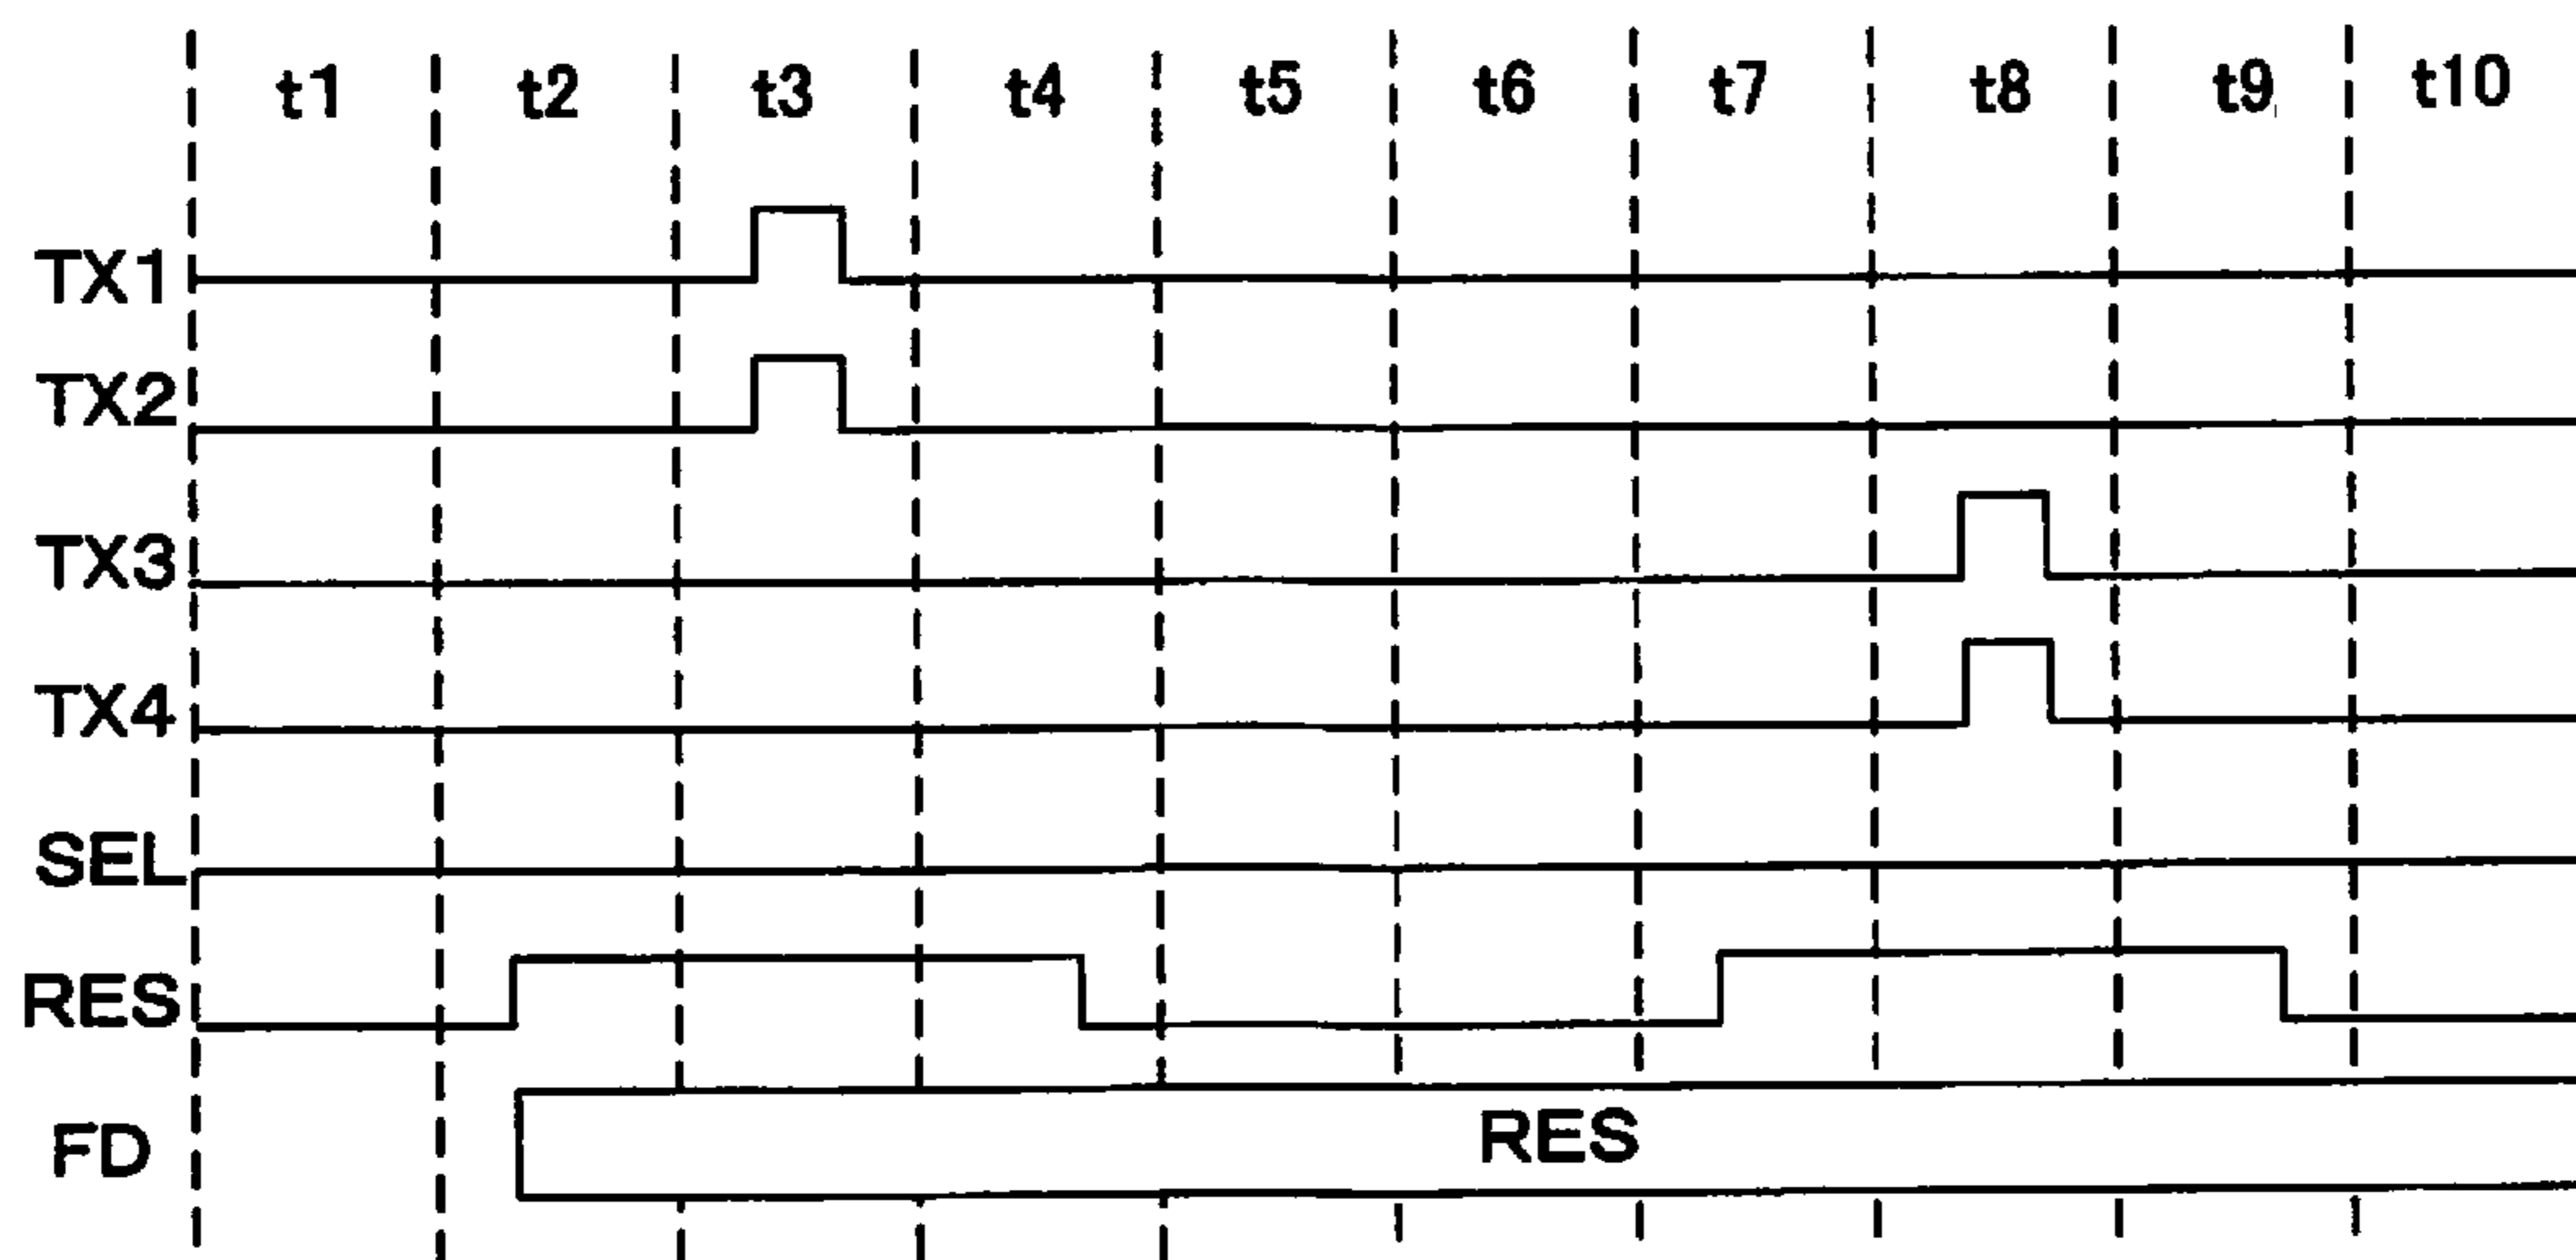 t1 t2 t3 t4 t5 t6 t7 t8 t9 t10
TX1
TX2
TX3
TX4
SEL
RES
FD RES